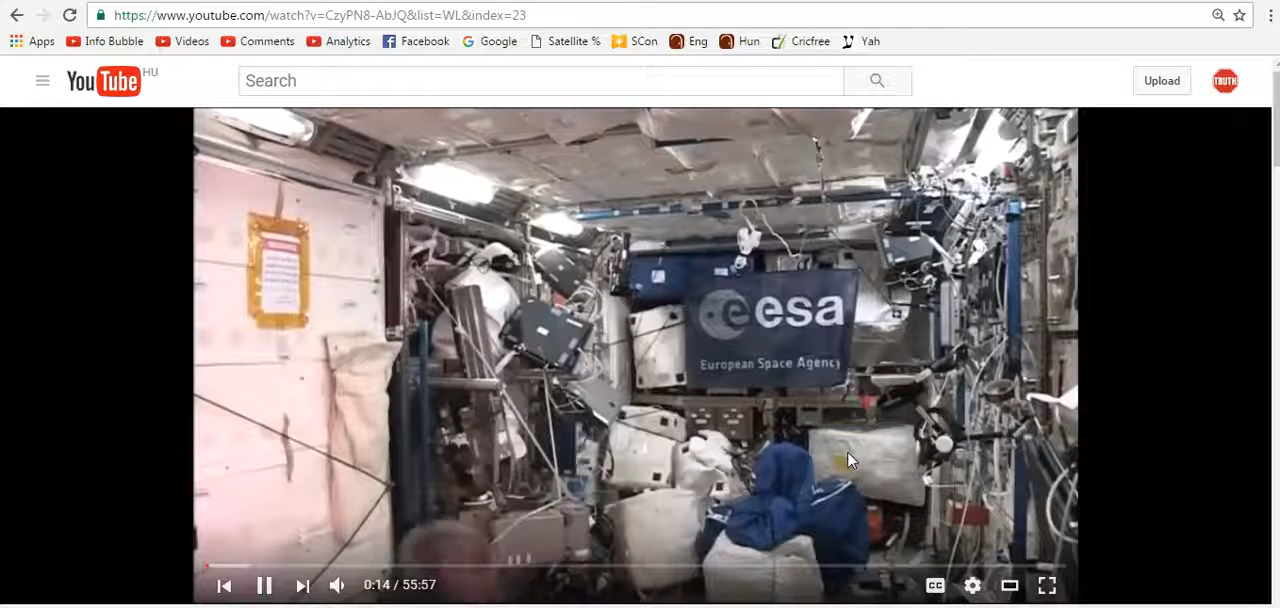 https://www.youtube.com/watch?v=CzyPN8-AbJQ&list=WL&index=23
Apps Info Bubble Videos Comments Analytics Facebook Google Satellite % SCon Eng Hun Cricfree Yah
YouTube HU Search Upload TRUTH
esa
European Space Agency
0:14 / 55:57 CC